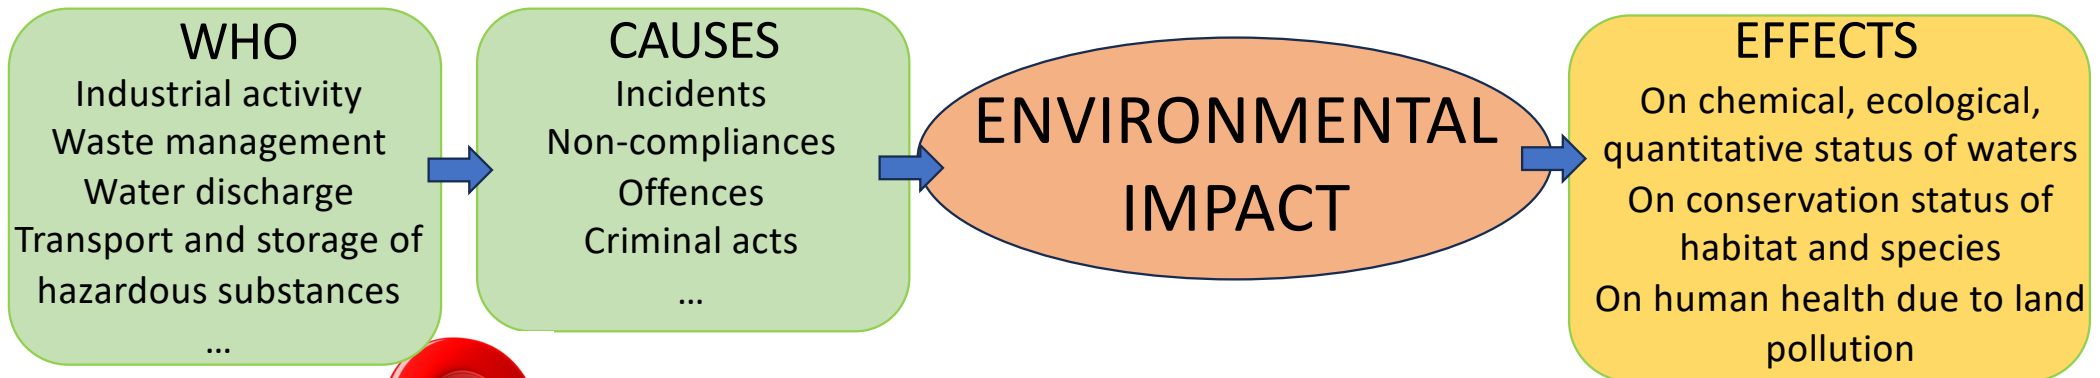 WHO
Industrial activity
Waste management
Water discharge
Transport and storage of
hazardous substances
...
CAUSES
Incidents
Non-compliances
Offences
Criminal acts
...
ENVIRONMENTAL
IMPACT
EFFECTS
On chemical, ecological,
quantitative status of waters
On conservation status of
habitat and species
On human health due to land
pollution